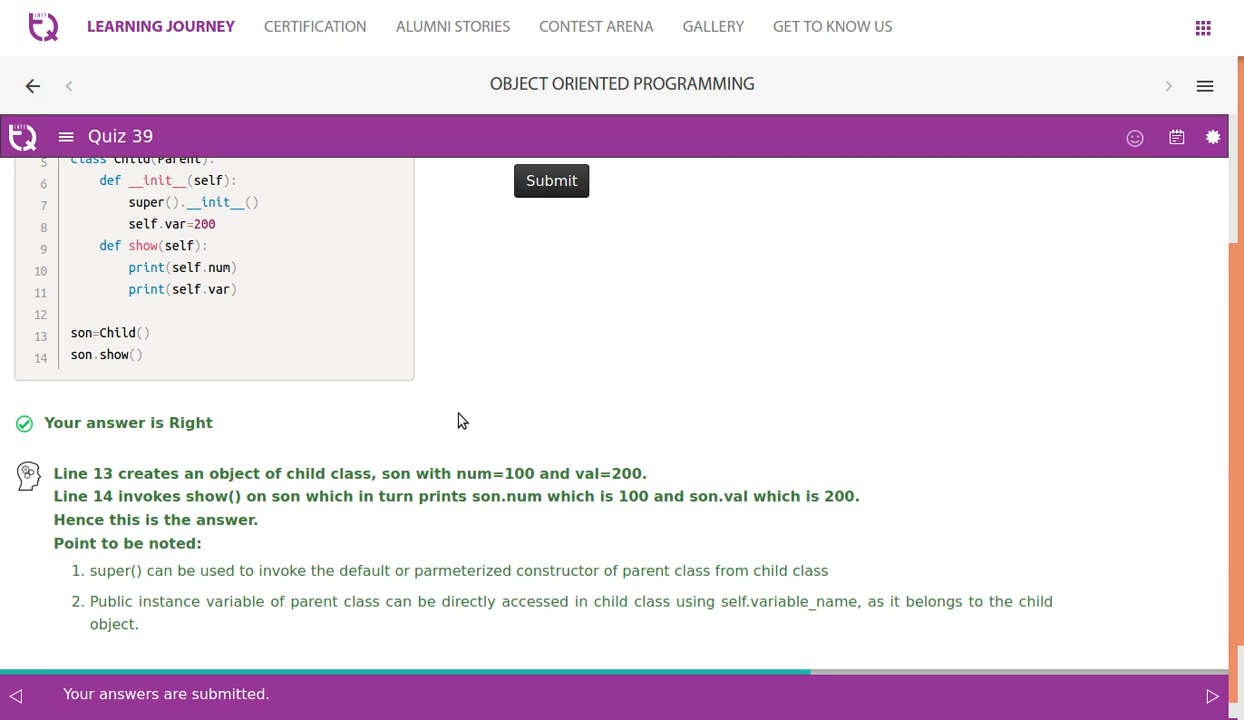 LEARNING JOURNEY CERTIFICATION ALUMNI STORIES CONTEST ARENA GALLERY GET TO KNOW US
OBJECT ORIENTED PROGRAMMING
Quiz 39
5 class Child(Parent):
6 def __init__(self):
7 super().__init__()
8 self.var=200
9 def show(self):
10 print(self.num)
11 print(self.var)
12
13 son=Child()
14 son.show()
Submit
Your answer is Right
Line 13 creates an object of child class, son with num=100 and val=200.
Line 14 invokes show() on son which in turn prints son.num which is 100 and son.val which is 200.
Hence this is the answer.
Point to be noted:
1. super() can be used to invoke the default or parmeterized constructor of parent class from child class
2. Public instance variable of parent class can be directly accessed in child class using self.variable_name, as it belongs to the child
object.
Your answers are submitted.